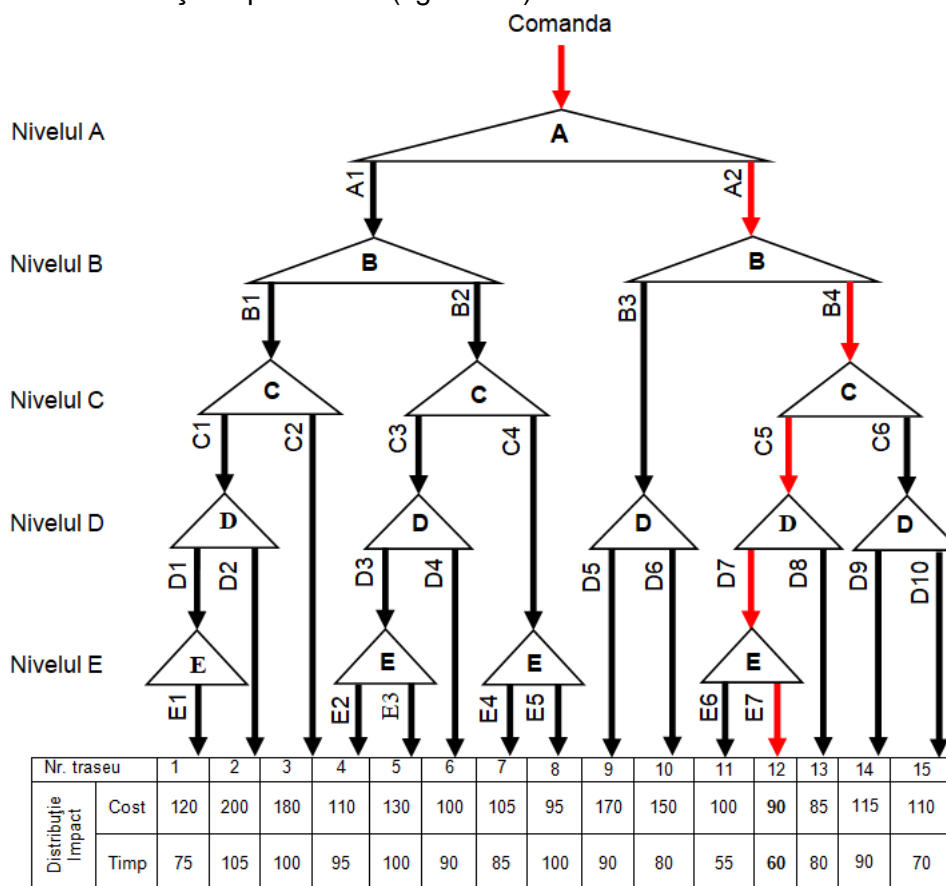 Comanda
Nivelul A
A
A1 A2
Nivelul B
B B
B1 B2 B3 B4
Nivelul C
C C C
C1 C2 C3 C4 C5 C6
Nivelul D
D D D D D
D1 D2 D3 D4 D5 D6 D7 D8 D9 D10
Nivelul E
E E E E
E1 E2 E3 E4 E5 E6 E7
Nr. traseu 1 2 3 4 5 6 7 8 9 10 11 12 13 14 15
Distribuție
Impact
Cost 120 200 180 110 130 100 105 95 170 150 100 90 85 115 110
Timp 75 105 100 95 100 90 85 100 90 80 55 60 80 90 70